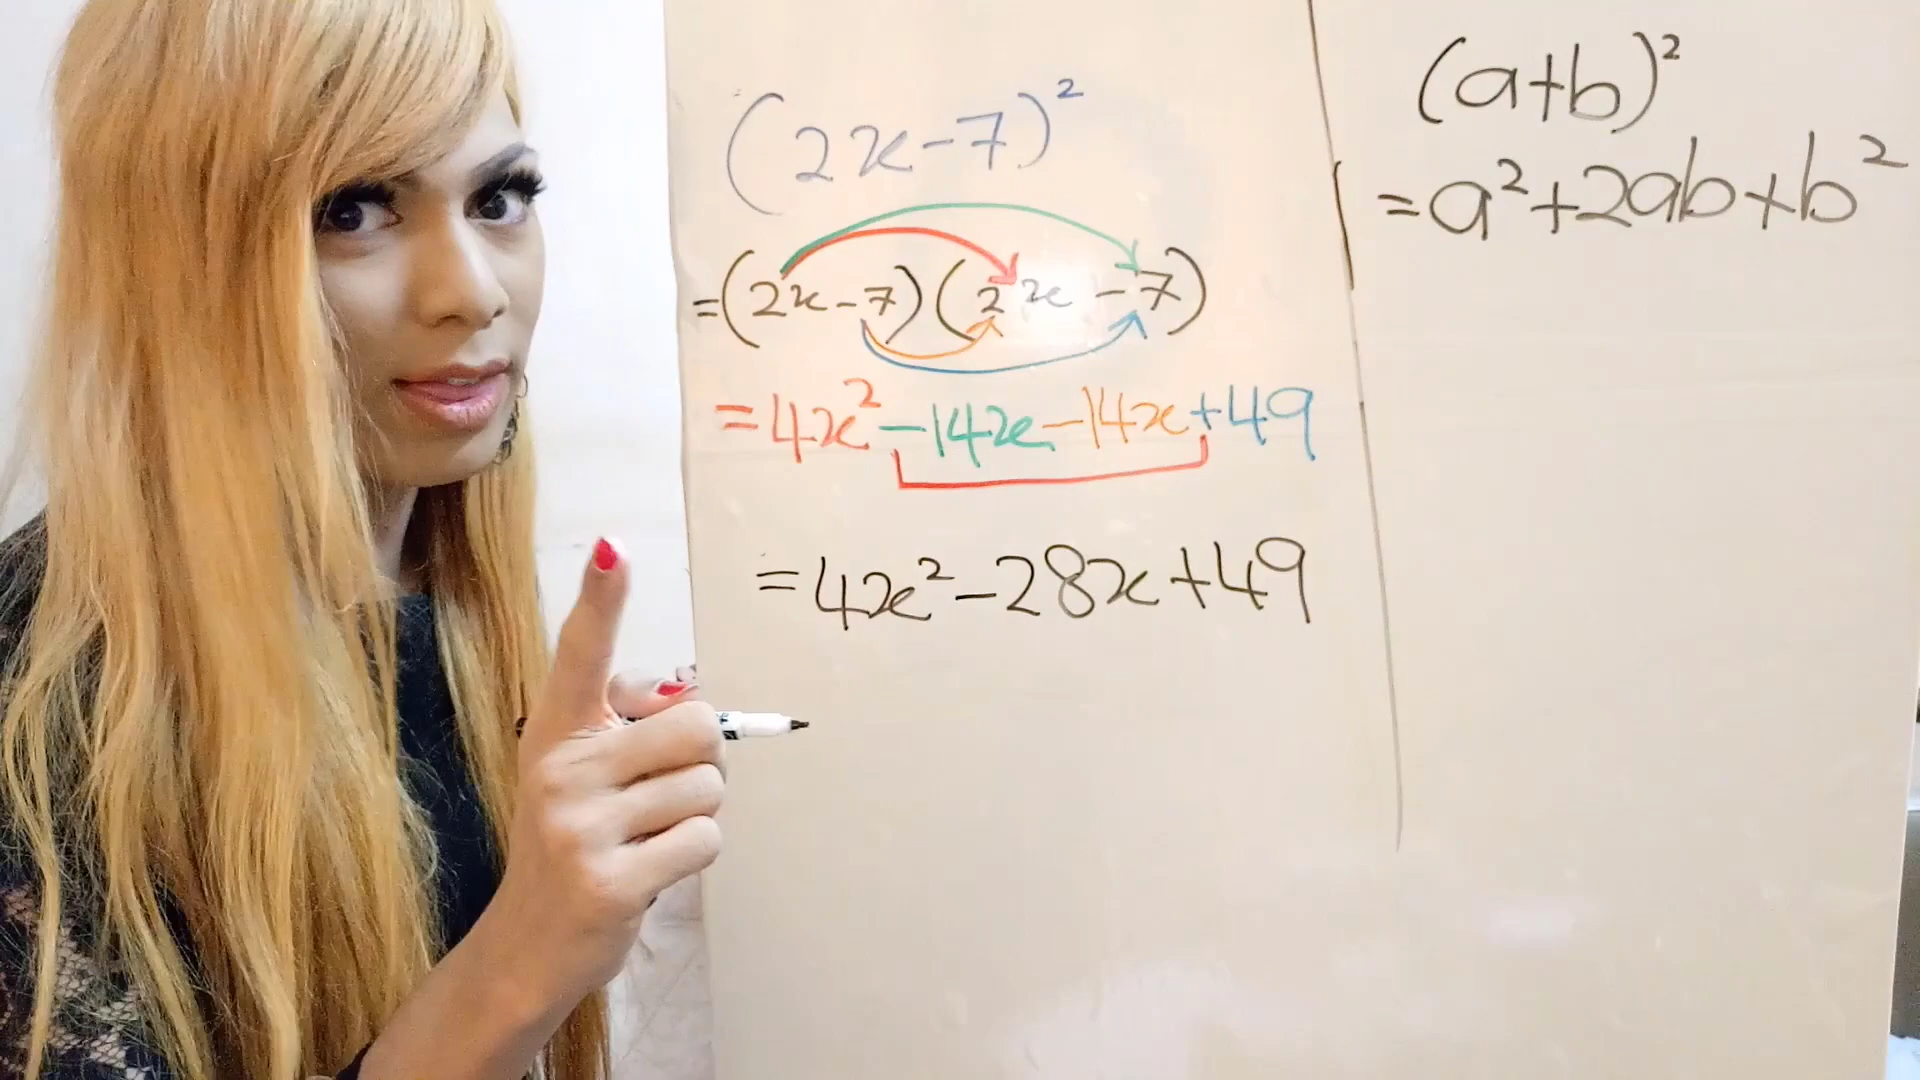 (2x-7)²
=(2x-7)(2x-7)
=4x²-14x-14x+49
=4x²-28x+49
(a+b)²
=a²+2ab+b²